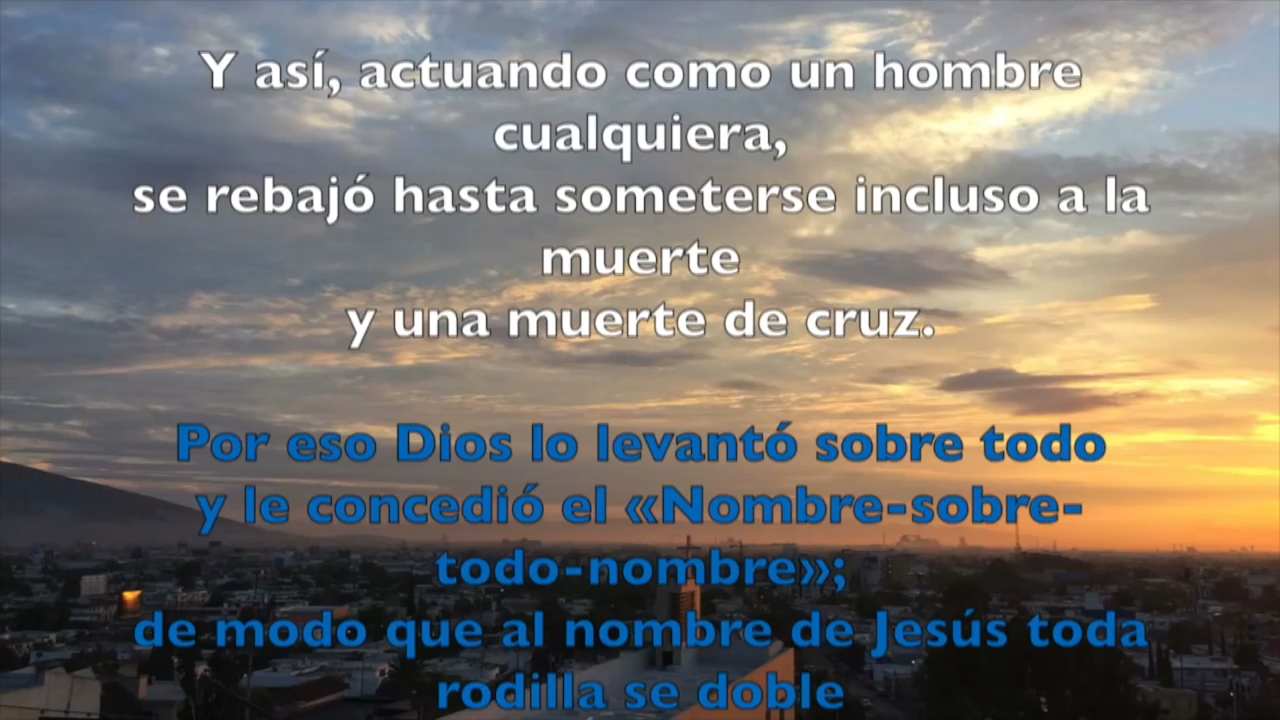 Y así, actuando como un hombre
cualquiera,
se rebajó hasta someterse incluso a la
muerte
y una muerte de cruz.
Por eso Dios lo levantó sobre todo
y le concedió el «Nombre-sobre-
todo-nombre»;
de modo que al nombre de Jesús toda
rodilla se doble